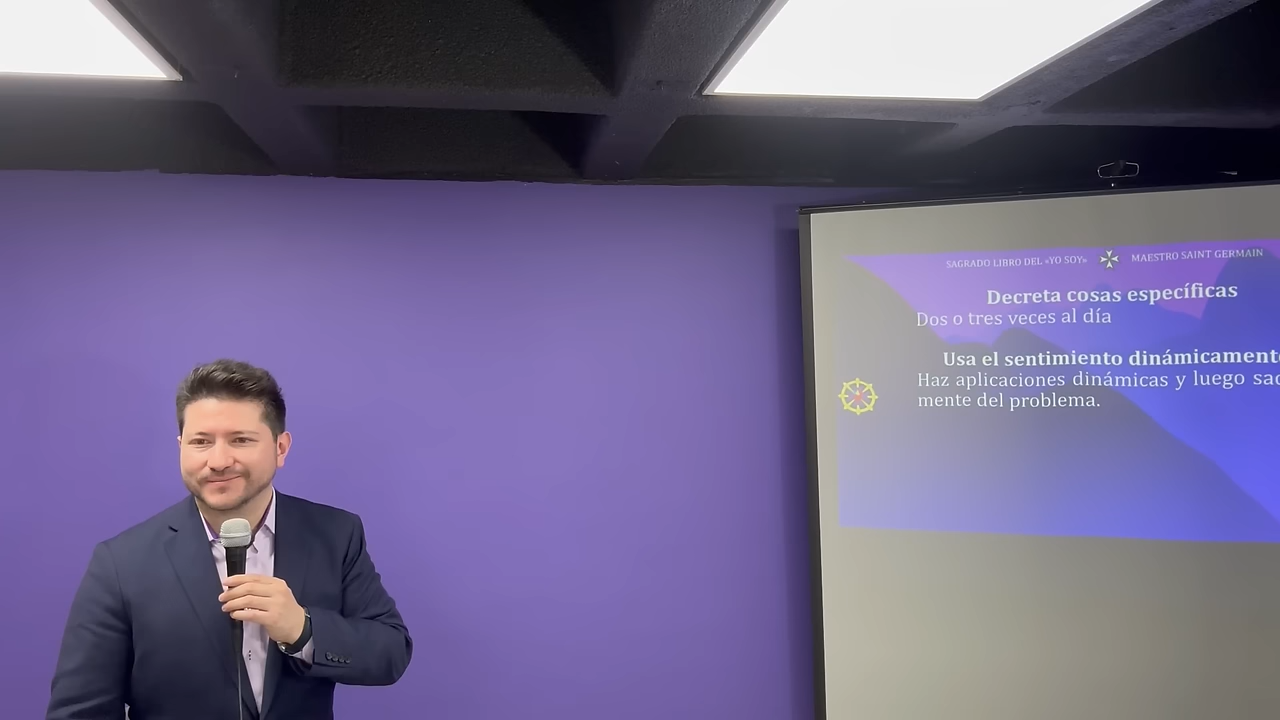 SAGRADO LIBRO DEL «YO SOY» MAESTRO SAINT GERMAIN
Decreta cosas específicas
Dos o tres veces al día
Usa el sentimiento dinámicament
Haz aplicaciones dinámicas y luego sac
mente del problema.